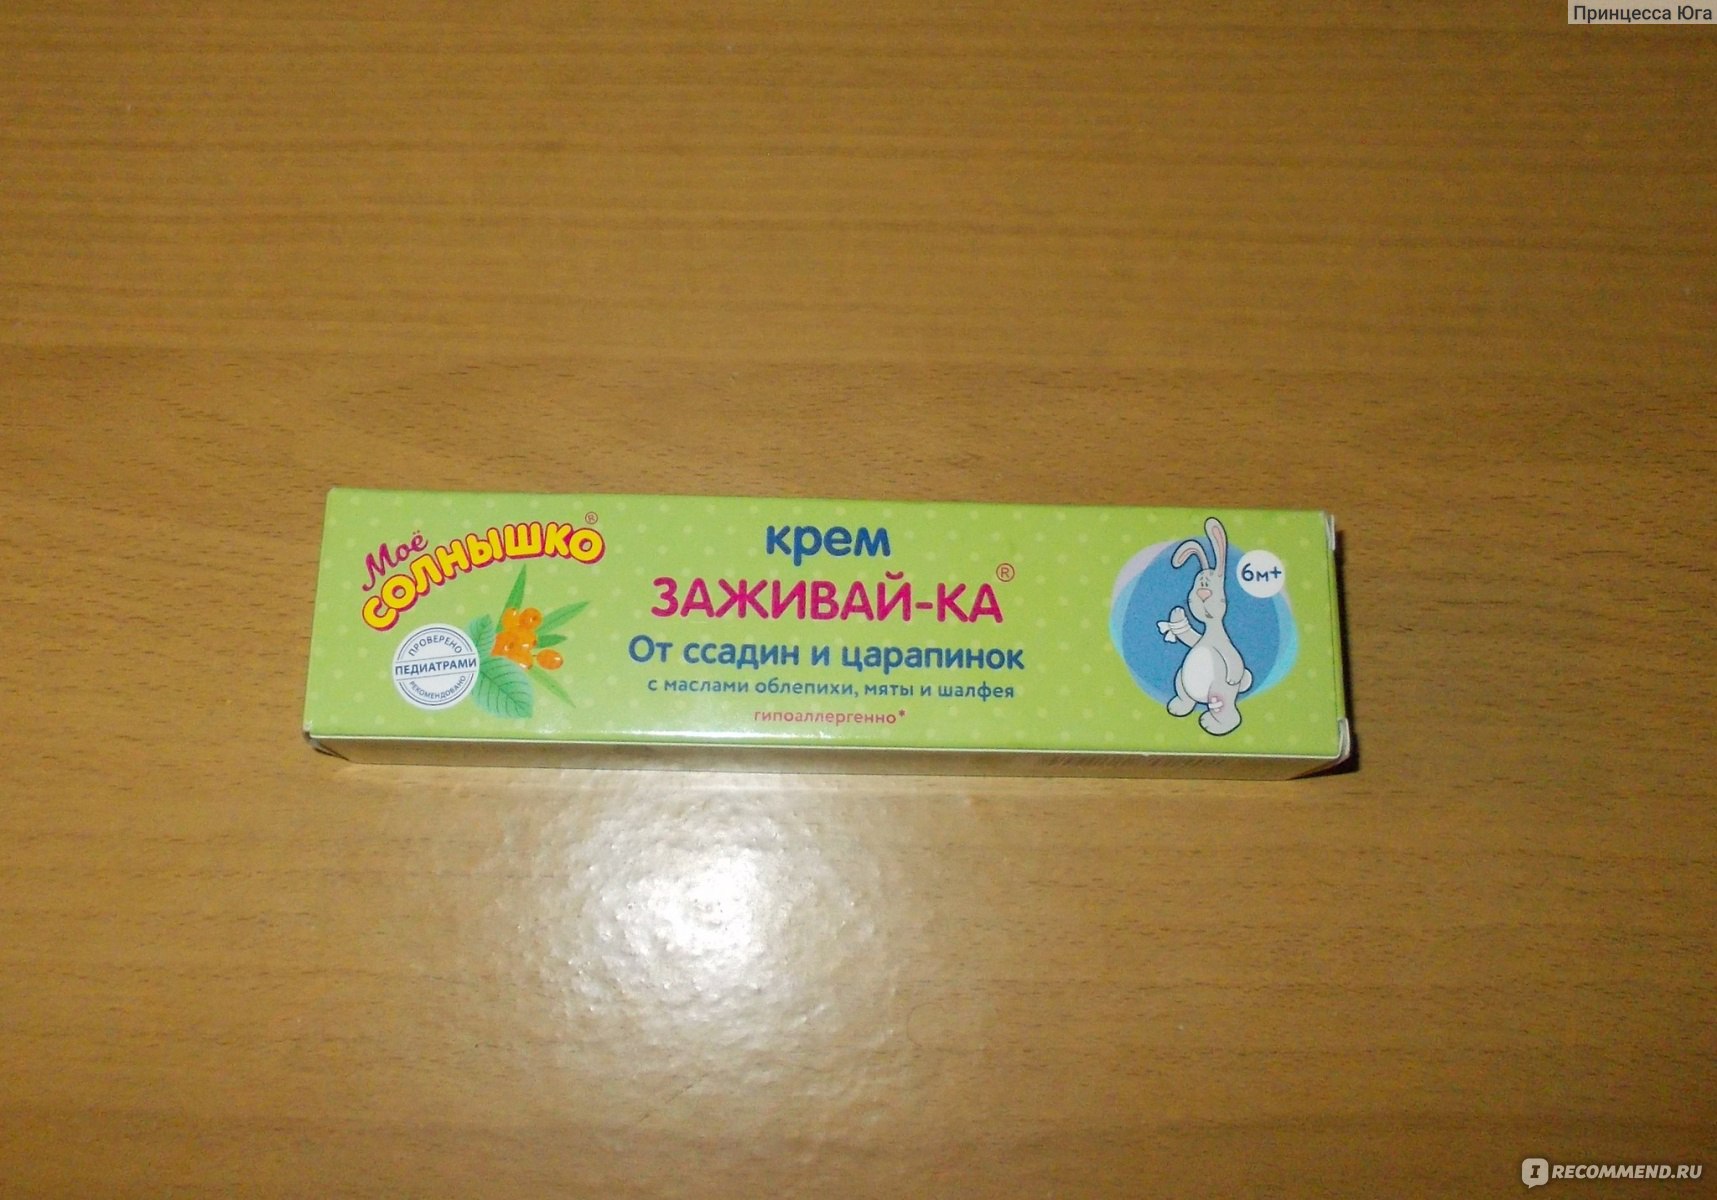 Принцесса Юга
Моё
СОЛНЫШКО®
ПРОВЕРЕНО
ПЕДИАТРАМИ
РЕКОМЕНДОВАНО
крем
ЗАЖИВАЙ-КА®
От ссадин и царапинок
с маслами облепихи, мяты и шалфея
гипоаллергенно*
6м+
IRECOMMEND.RU